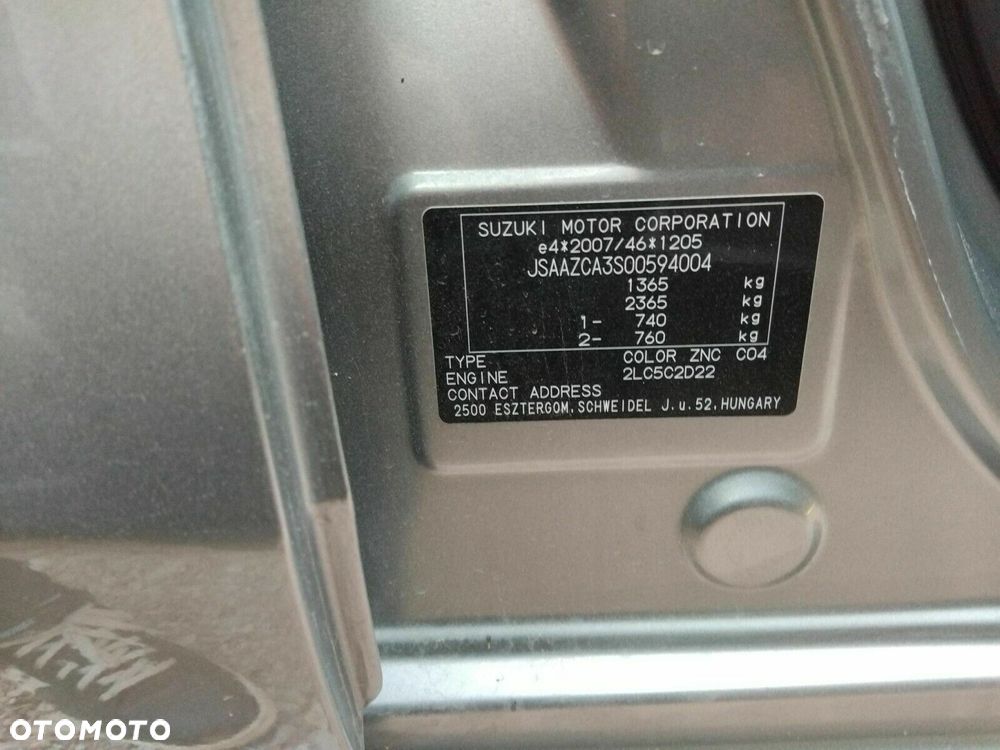 SUZUKI MOTOR CORPORATION
e4*2007/46*1205
JSAAZCA3S00594004
1365 kg
2365 kg
1- 740 kg
2- 760 kg
TYPE COLOR ZNC C04
ENGINE 2LC5C2D22
CONTACT ADDRESS
2500 ESZTERGOM, SCHWEIDEL J. u. 52, HUNGARY
OTOMOTO